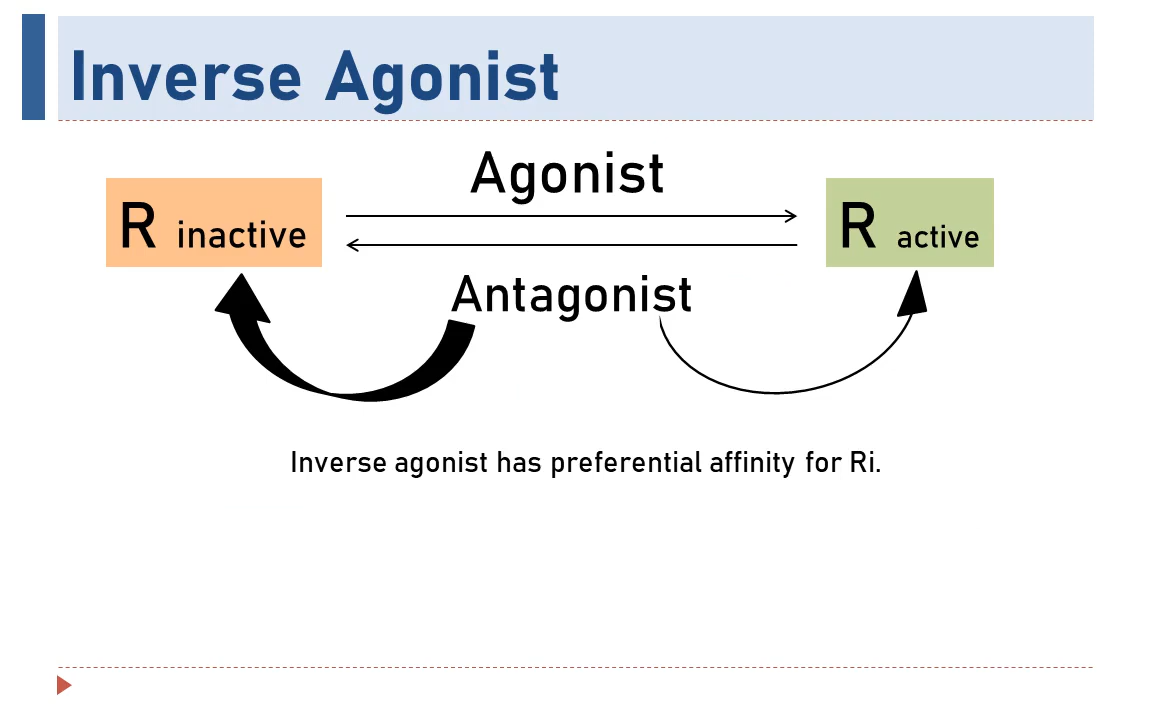 Inverse Agonist
Agonist
R inactive
R active
Antagonist
Inverse agonist has preferential affinity for Ri.